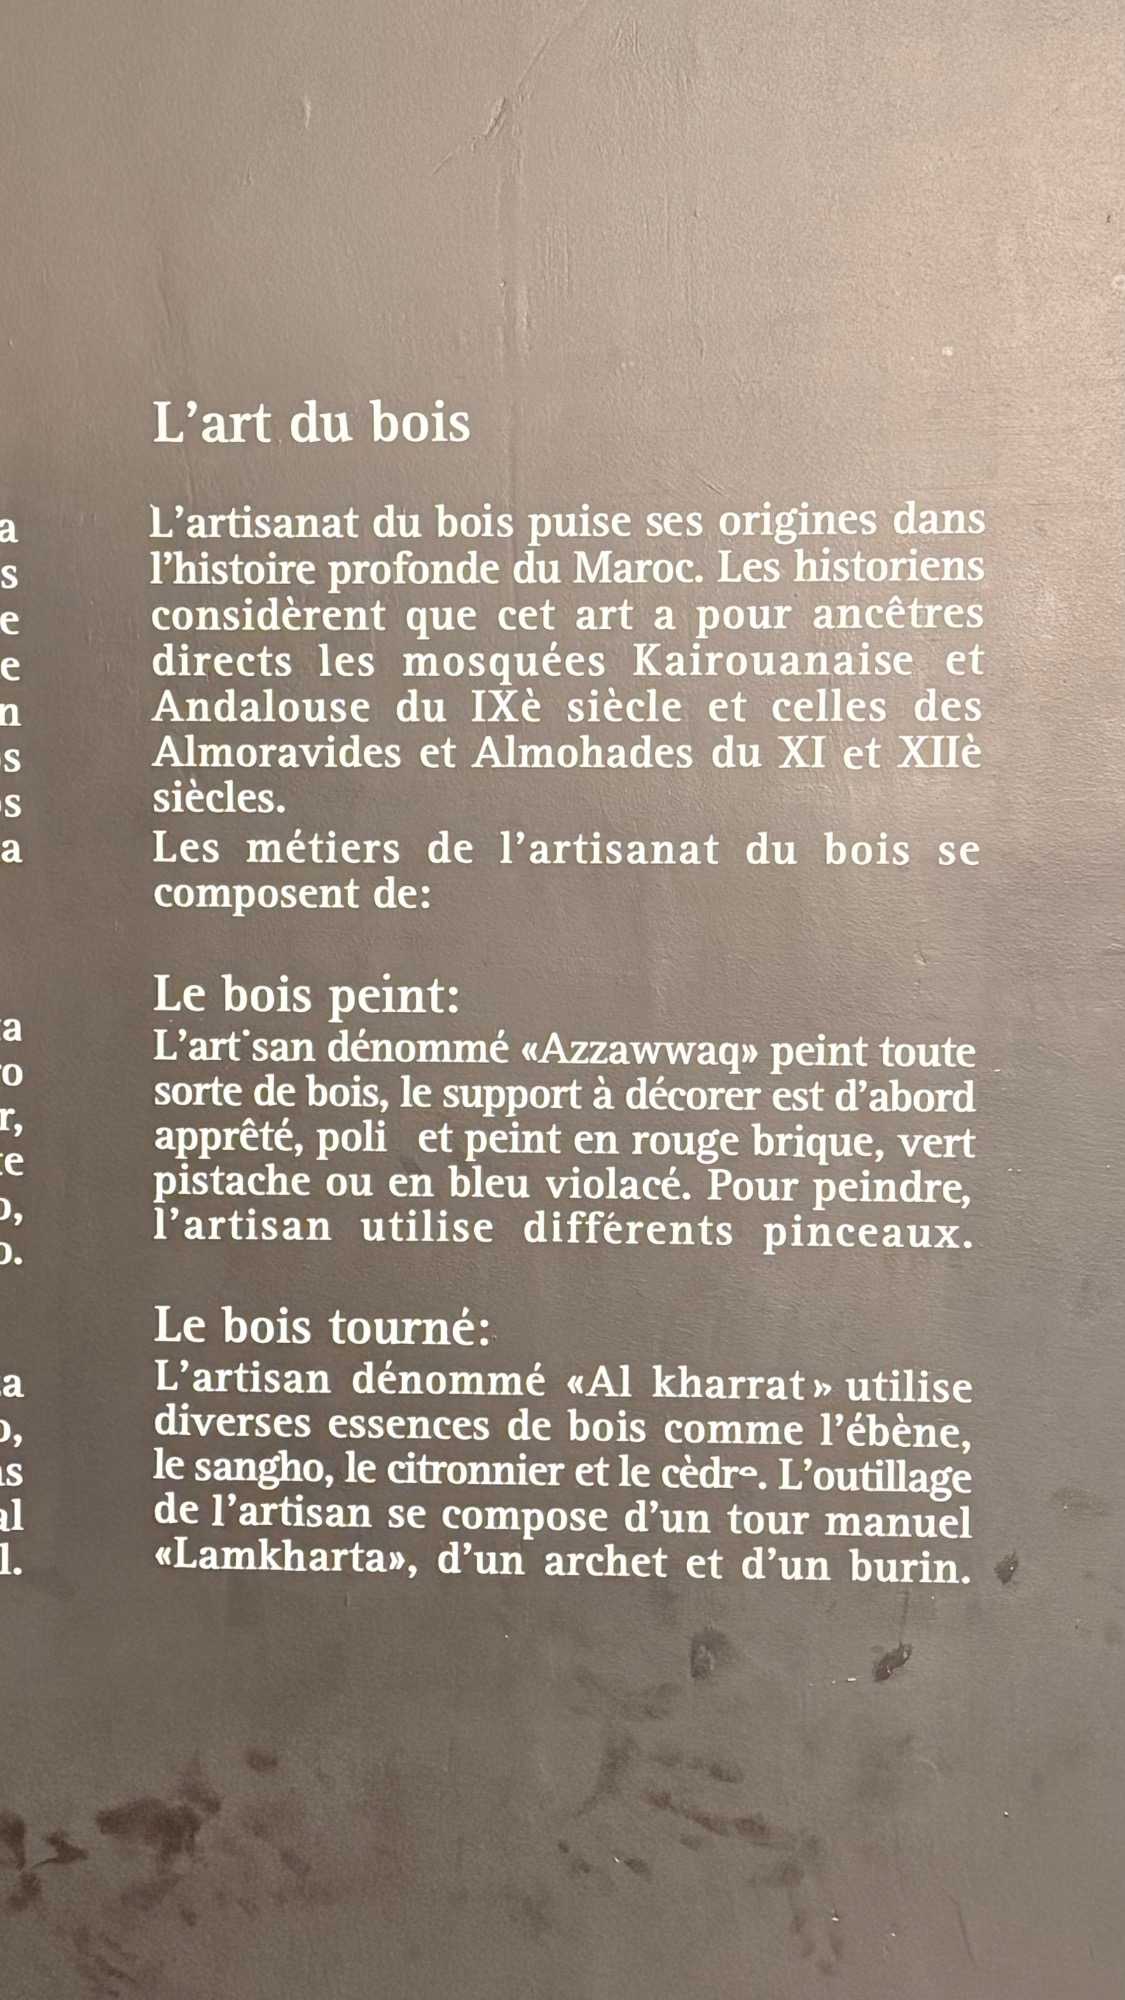 L'art du bois
L'artisanat du bois puise ses origines dans
l'histoire profonde du Maroc. Les historiens
considèrent que cet art a pour ancêtres
directs les mosquées Kairouanaise et
Andalouse du IXè siècle et celles des
Almoravides et Almohades du XI et XIIè
siècles.
Les métiers de l'artisanat du bois se
composent de:
Le bois peint:
L'artisan dénommé «Azzawwaq» peint toute
sorte de bois, le support à décorer est d'abord
apprêté, poli et peint en rouge brique, vert
pistache ou en bleu violacé. Pour peindre,
l'artisan utilise différents pinceaux.
Le bois tourné:
L'artisan dénommé «Al kharrat» utilise
diverses essences de bois comme l'ébène,
le sangho, le citronnier et le cèdre. L'outillage
de l'artisan se compose d'un tour manuel
«Lamkharta», d'un archet et d'un burin.